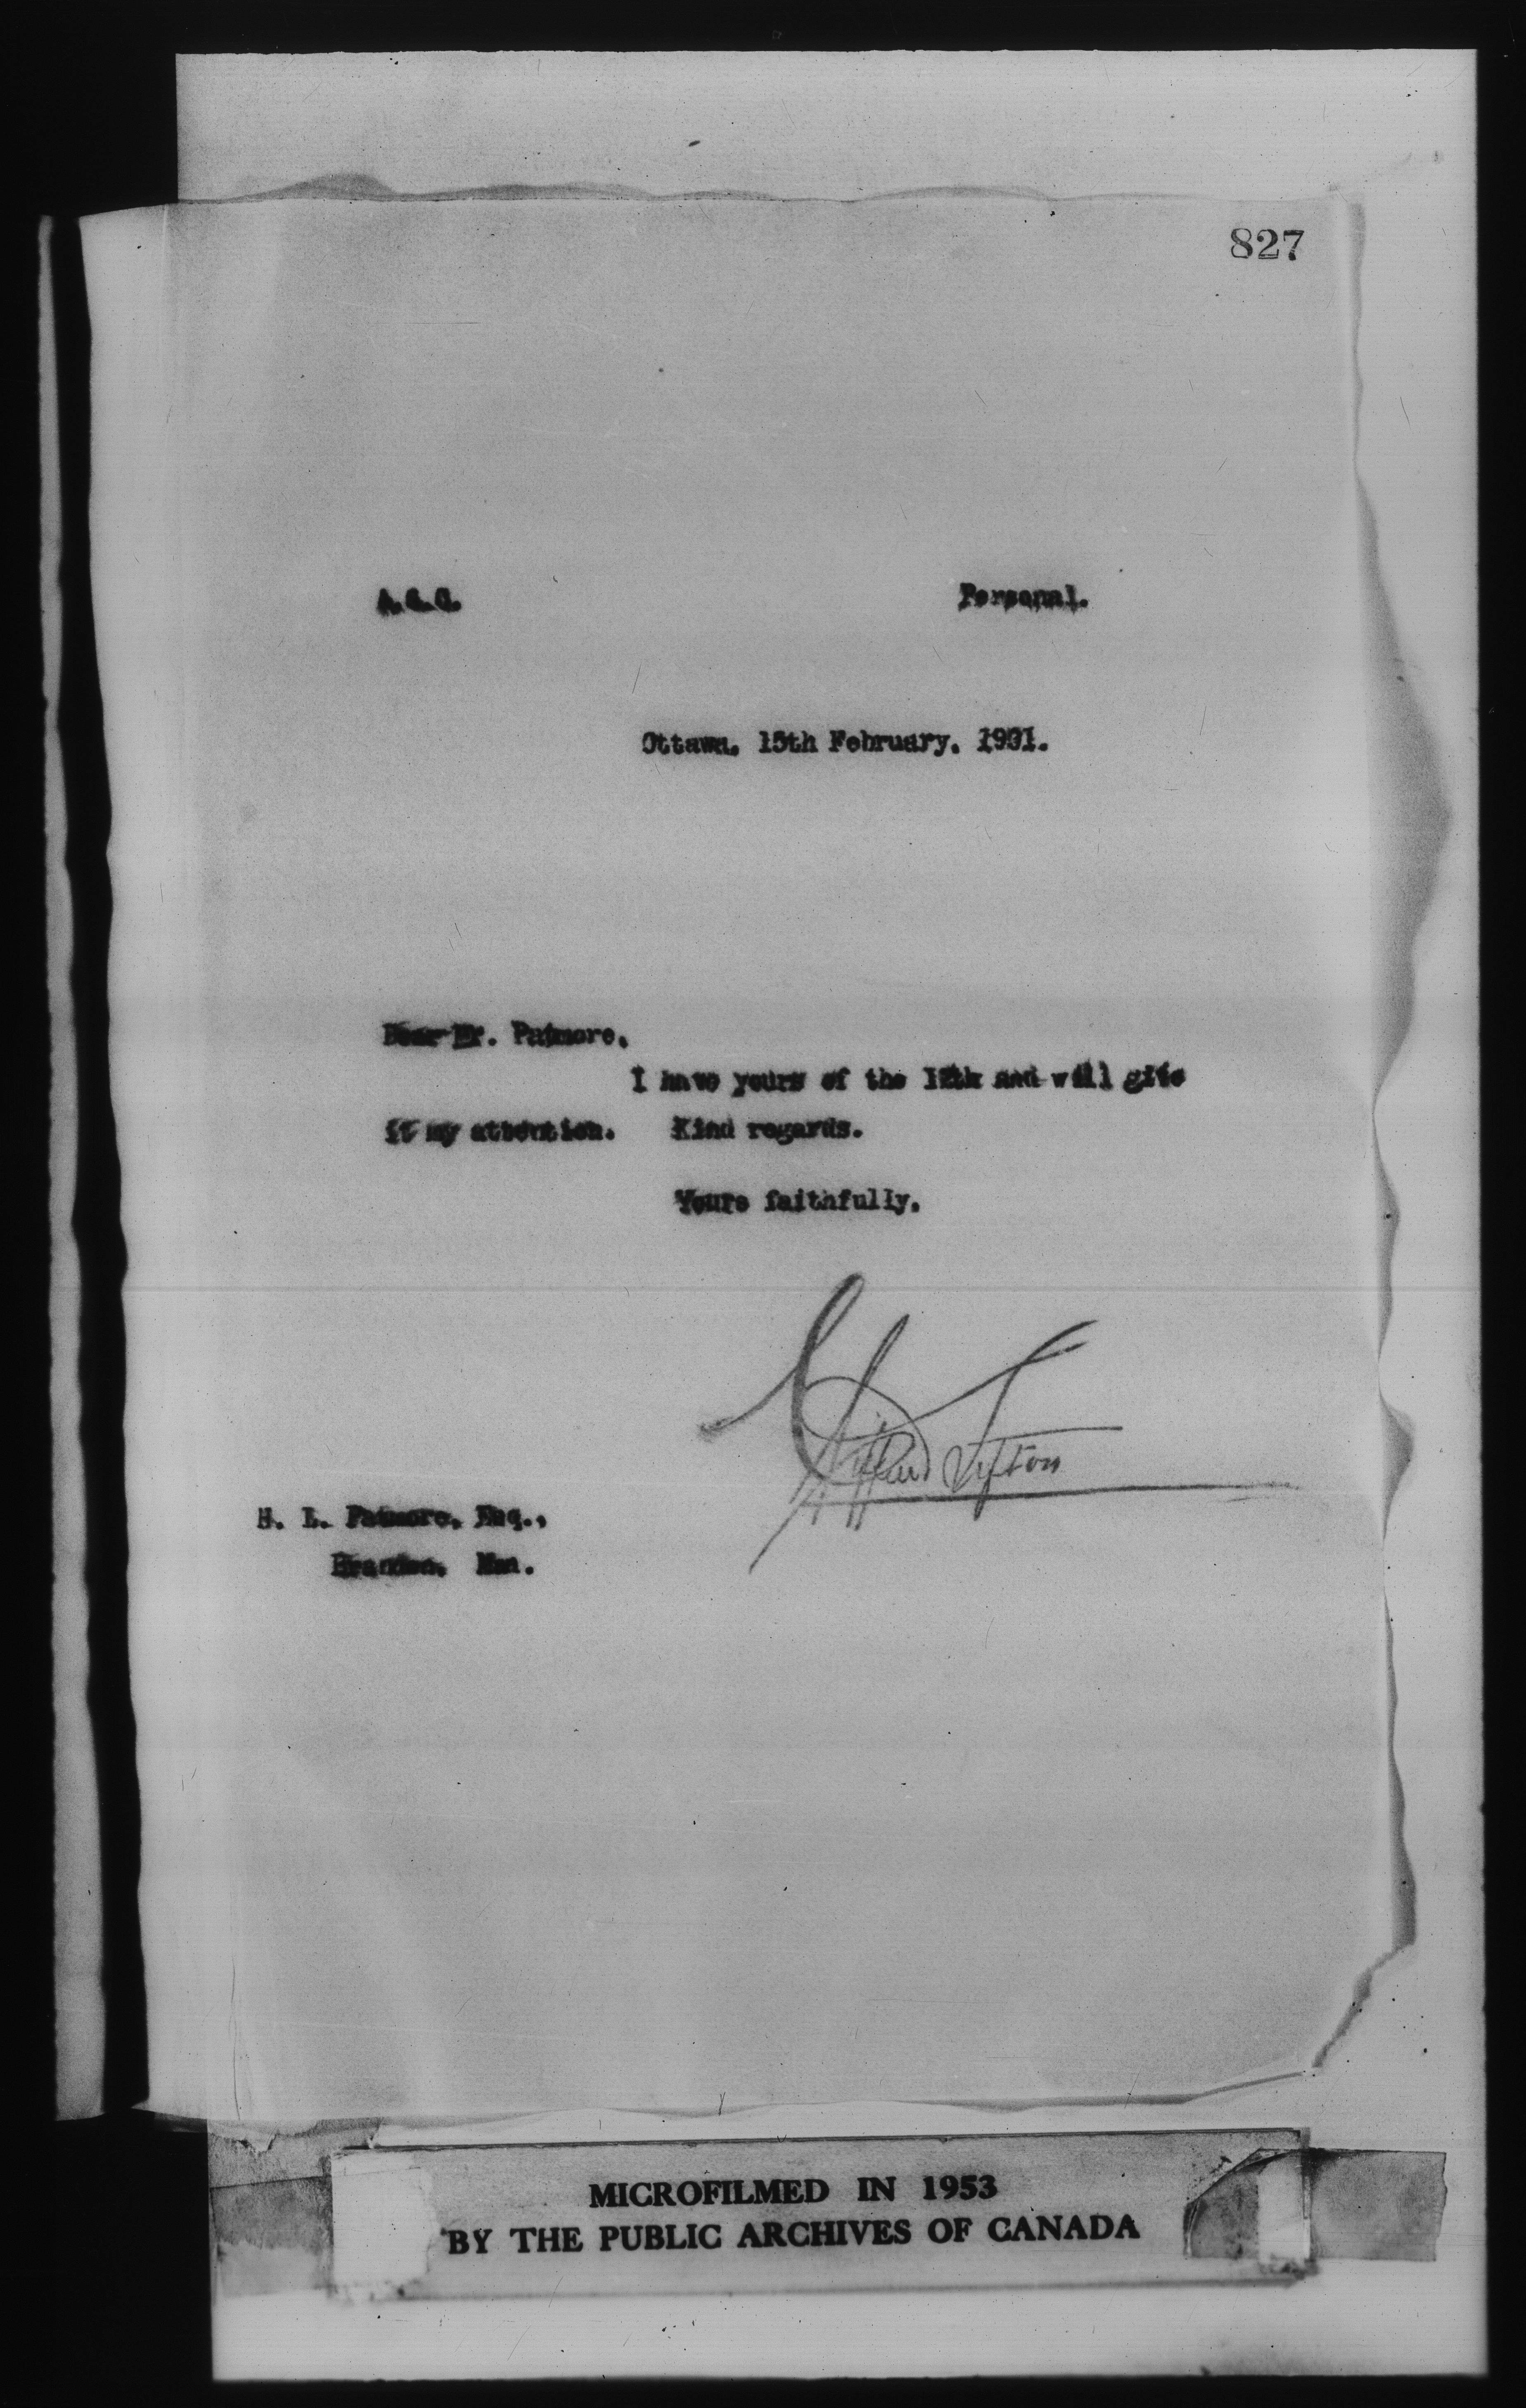 827
Personal.
Ottawa, 15th February, 1901.
Dear Mr. Patmore,
I have yours of the 12th and will give
it my attention. Kind regards.
Yours faithfully,
Clifford Sifton
H. L. Patmore, Esq.,
Brandon, Man.
MICROFILMED IN 1953
BY THE PUBLIC ARCHIVES OF CANADA